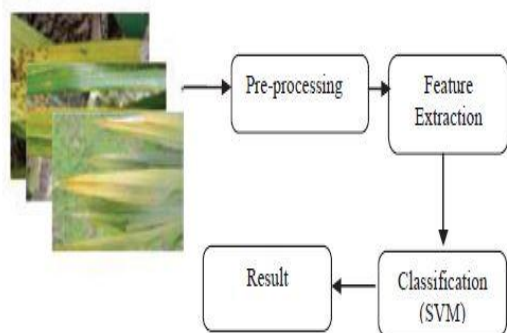 Pre-processing
Feature
Extraction
Classification
(SVM)
Result